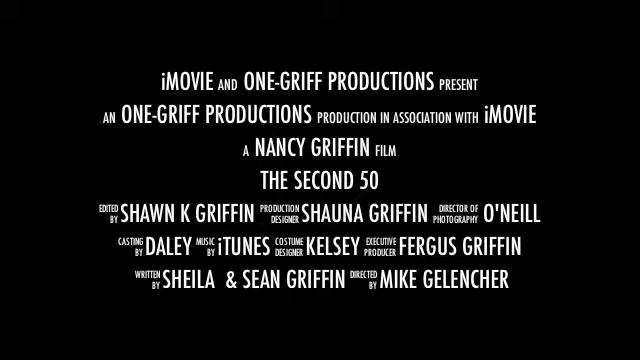 iMOVIE AND ONE-GRIFF PRODUCTIONS PRESENT
AN ONE-GRIFF PRODUCTIONS PRODUCTION IN ASSOCIATION WITH iMOVIE
A NANCY GRIFFIN FILM
THE SECOND 50
EDITED BY SHAWN K GRIFFIN PRODUCTION DESIGNER SHAUNA GRIFFIN DIRECTOR OF PHOTOGRAPHY O'NEILL
CASTING BY DALEY MUSIC BY iTUNES COSTUME DESIGNER KELSEY EXECUTIVE PRODUCER FERGUS GRIFFIN
WRITTEN BY SHEILA & SEAN GRIFFIN DIRECTED BY MIKE GELENCHER